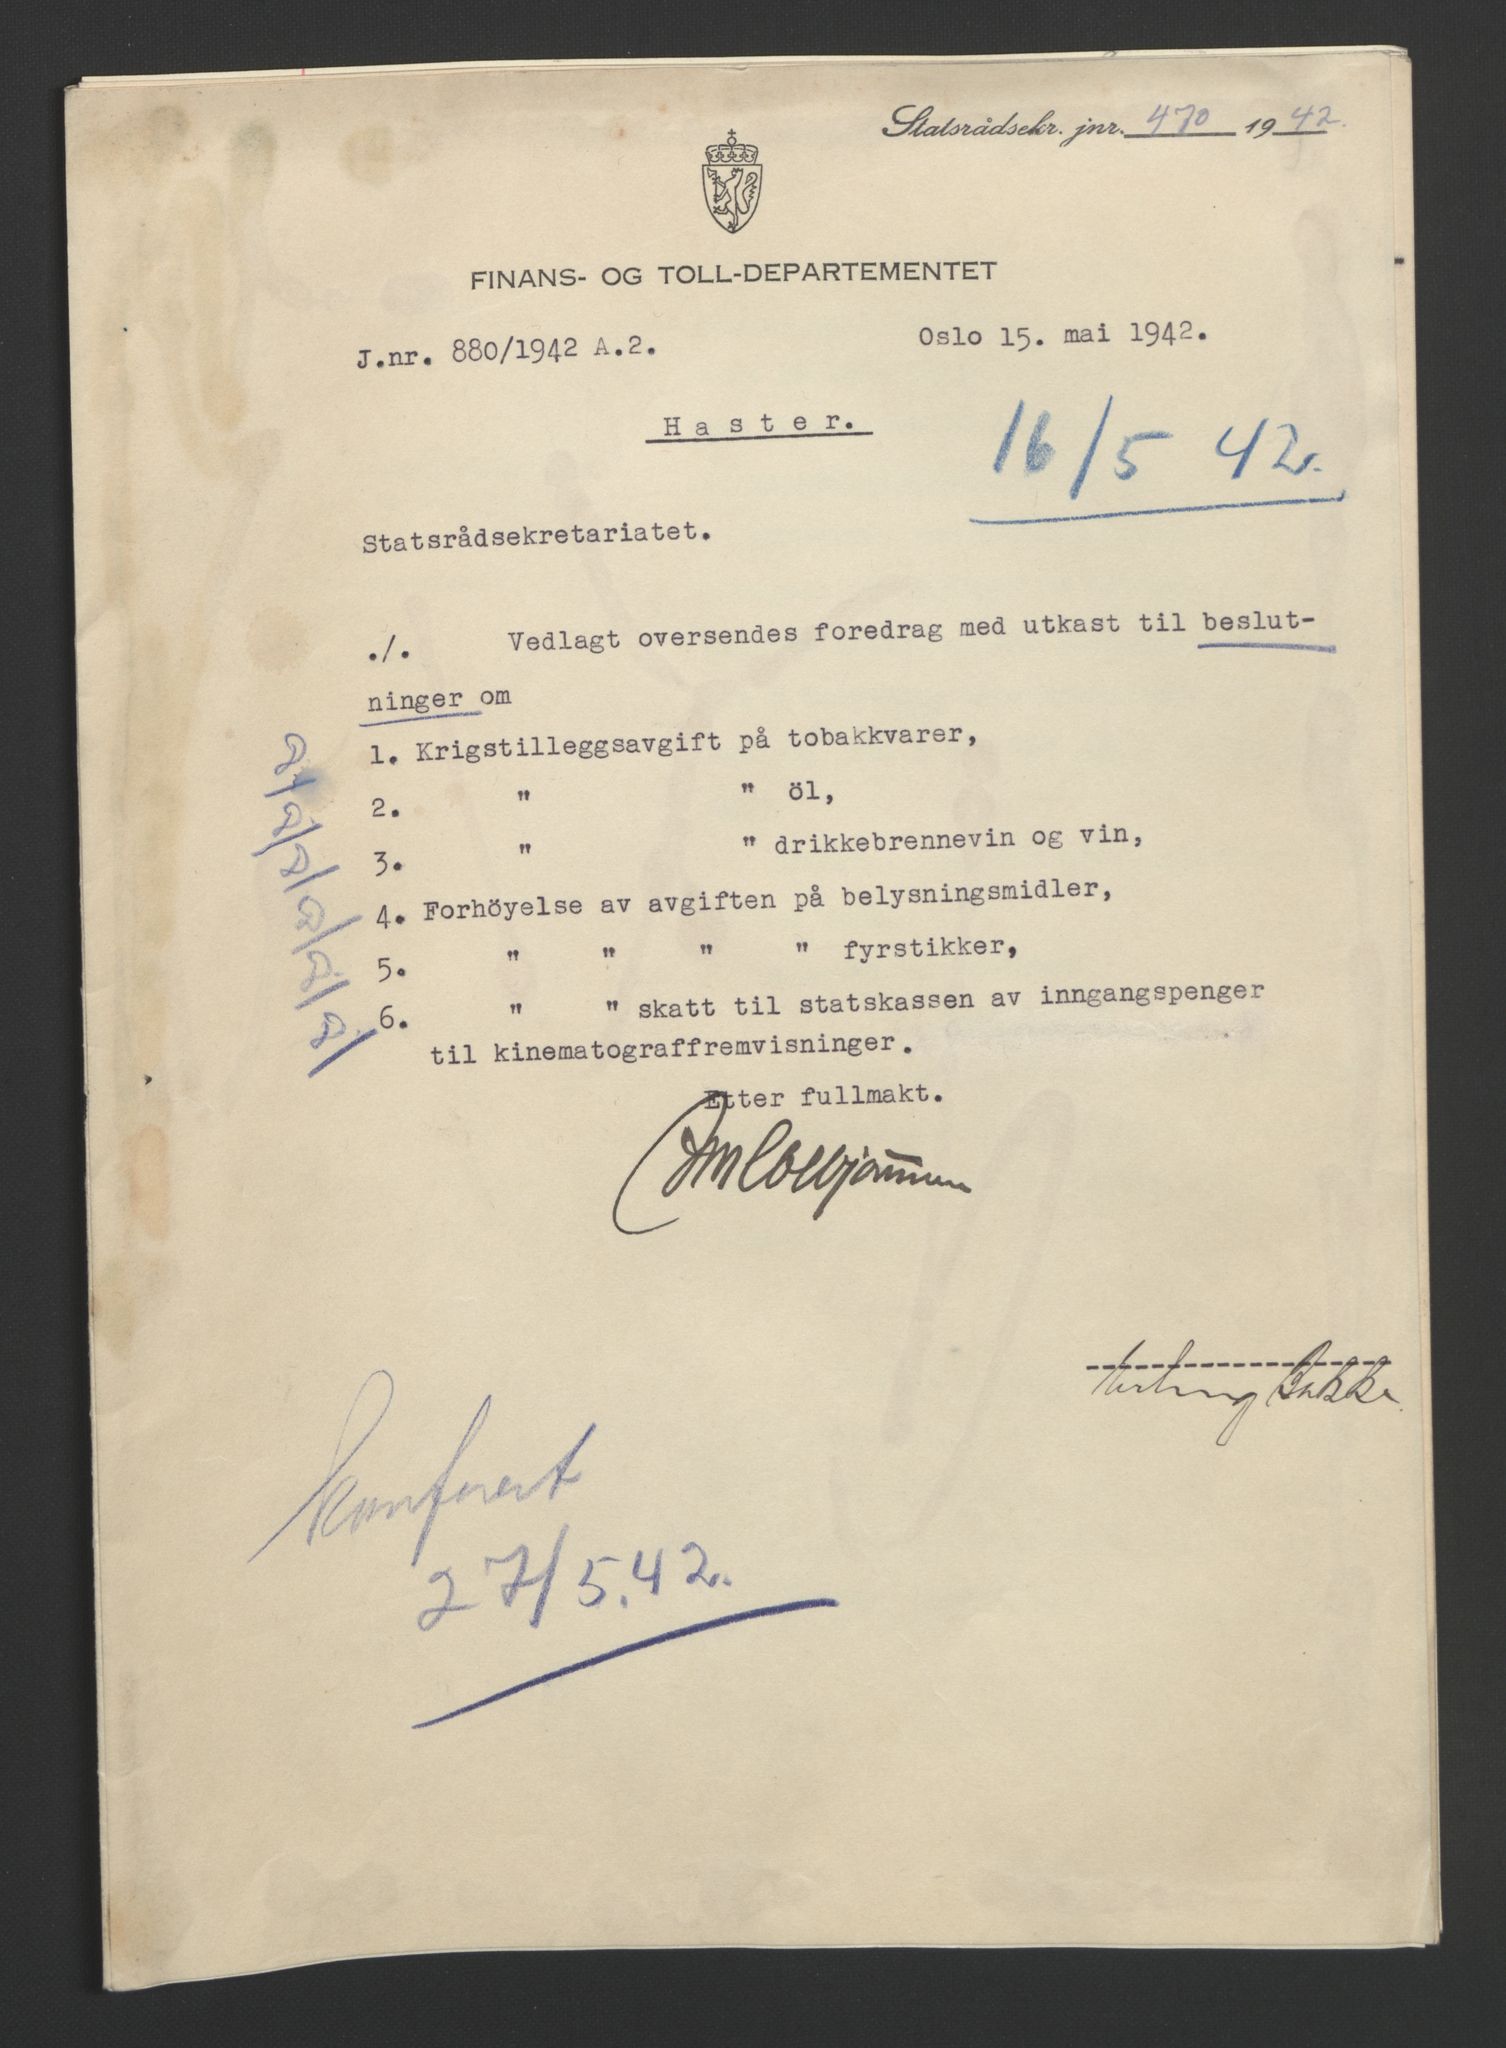 Statsrådsekr. jnr. 470 1942.
FINANS- OG TOLL-DEPARTEMENTET
J.nr. 880/1942 A.2.
Oslo 15. mai 1942.
Haster.
16/5 42.
Statsrådsekretariatet.
./. Vedlagt oversendes foredrag med utkast til beslut-
ninger om
1. Krigstilleggsavgift på tobakkvarer,
2. " " öl,
3. " " drikkebrennevin og vin,
4. Forhöyelse av avgiften på belysningsmidler,
5. " " " " fyrstikker,
6. " " skatt til statskassen av inngangspenger
til kinematograffremvisninger.
Etter fullmakt.
Bakke.
konferert
27/5.42.